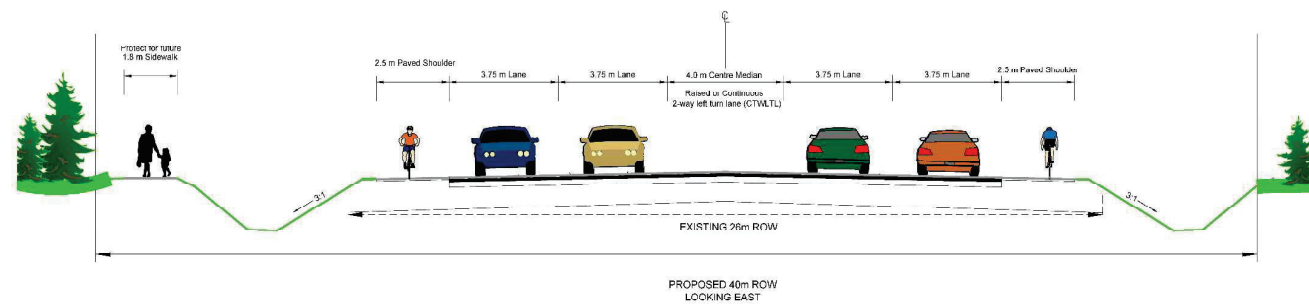 ℄
Protect for future
1.8 m Sidewalk
2.5 m Paved Shoulder
3.75 m Lane
3.75 m Lane
4.0 m Centre Median
3.75 m Lane
3.75 m Lane
2.5 m Paved Shoulder
Raised or Continuous
2-way left turn lane (CTWLTL)
3:1
3:1
EXISTING 26m ROW
PROPOSED 40m ROW
LOOKING EAST